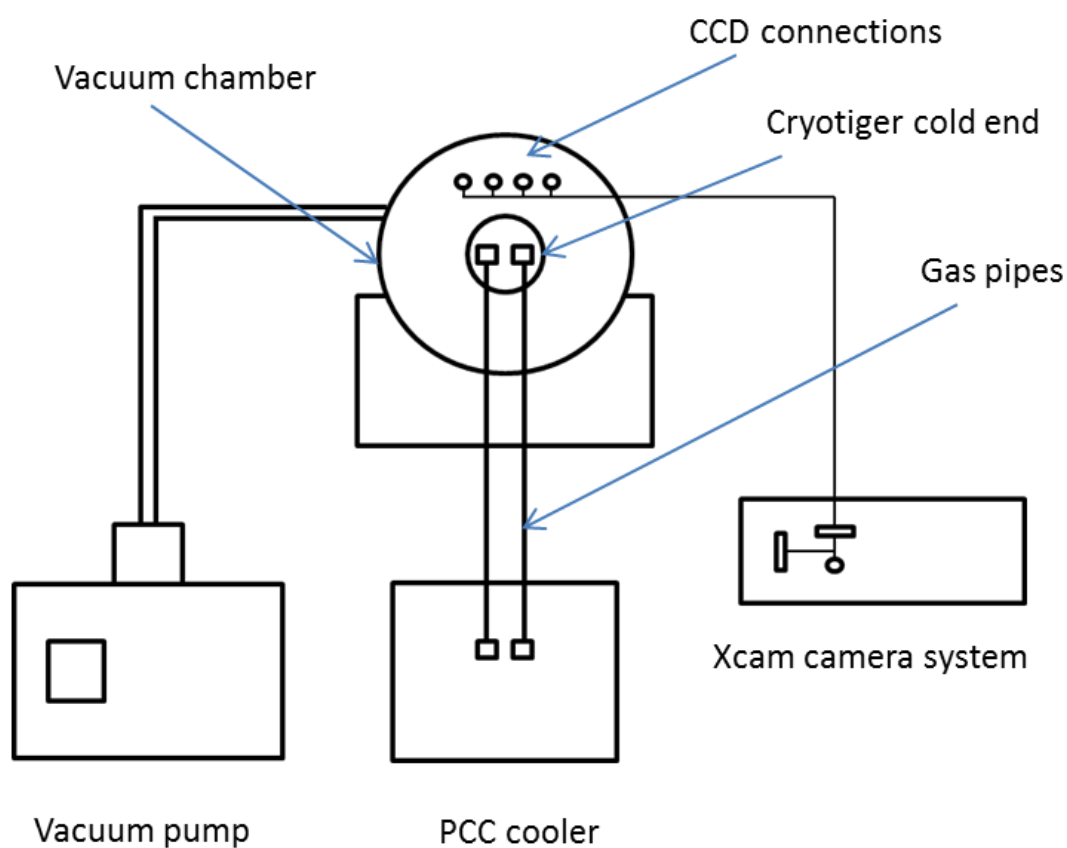 CCD connections
Vacuum chamber
Cryotiger cold end
Gas pipes
Xcam camera system
Vacuum pump
PCC cooler